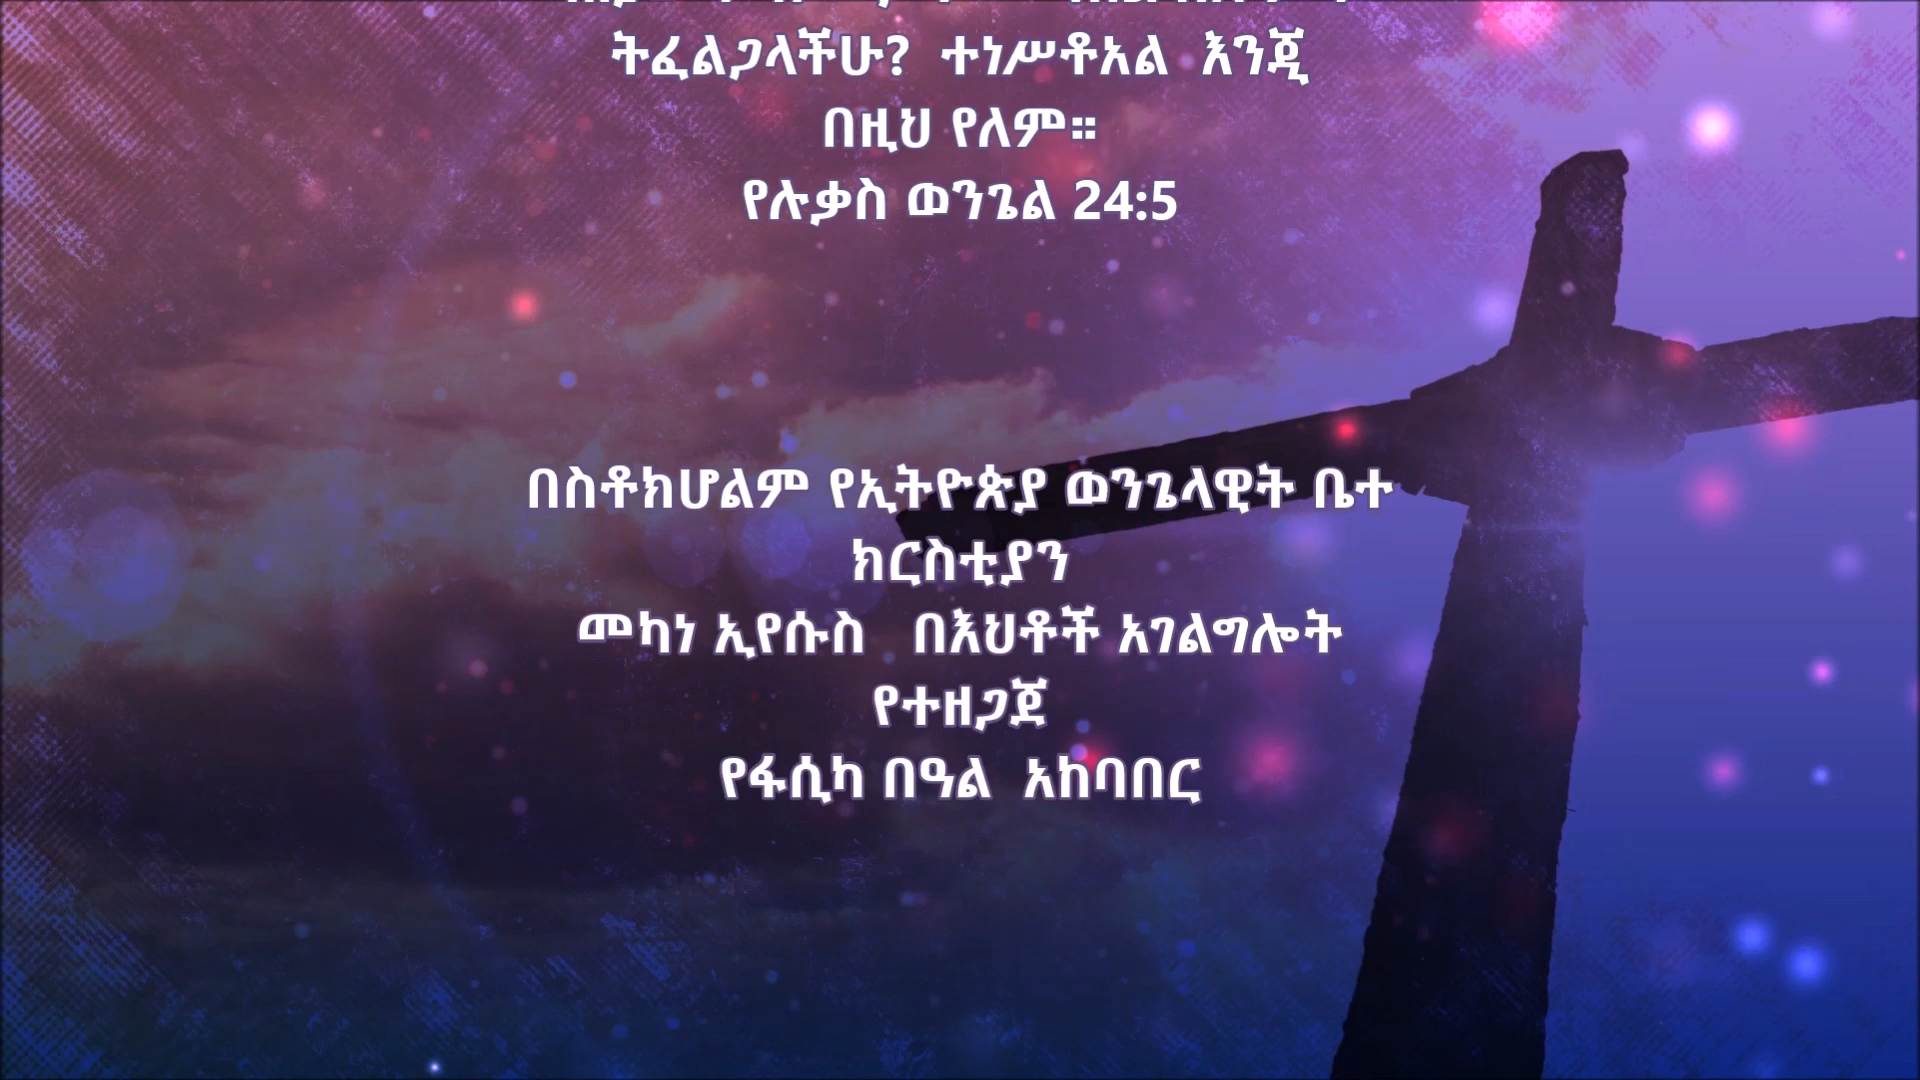 ትፈልጋላችሁ? ተነሥቶአል እንጂ
በዚህ የለም።
የሉቃስ ወንጌል 24:5
በስቶክሆልም የኢትዮጵያ ወንጌላዊት ቤተ
ክርስቲያን
መካነ ኢየሱስ በእህቶች አገልግሎት
የተዘጋጀ
የፋሲካ በዓል አከባበር